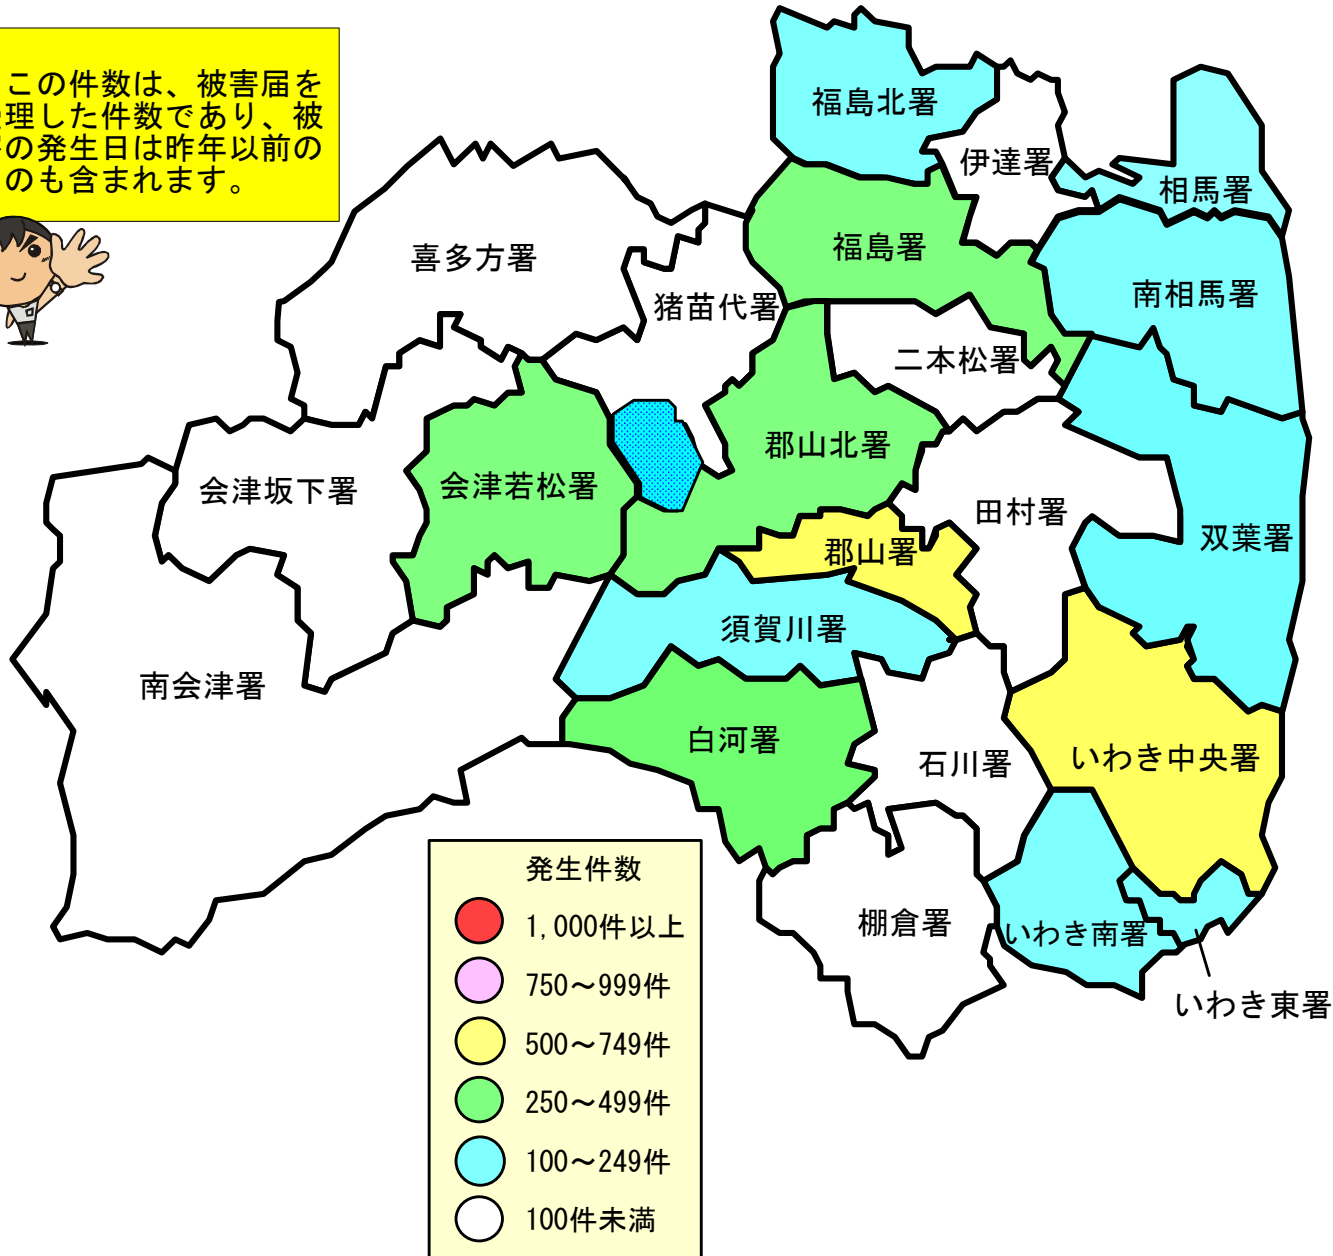 この件数は、被害届を
理した件数であり、被
の発生日は昨年以前の
のも含まれます。
福島北署
伊達署
相馬署
福島署
喜多方署
南相馬署
猪苗代署
二本松署
郡山北署
会津坂下署
会津若松署
田村署
双葉署
郡山署
須賀川署
南会津署
白河署
いわき中央署
石川署
棚倉署
いわき南署
いわき東署
発生件数
1,000件以上
750～999件
500～749件
250～499件
100～249件
100件未満